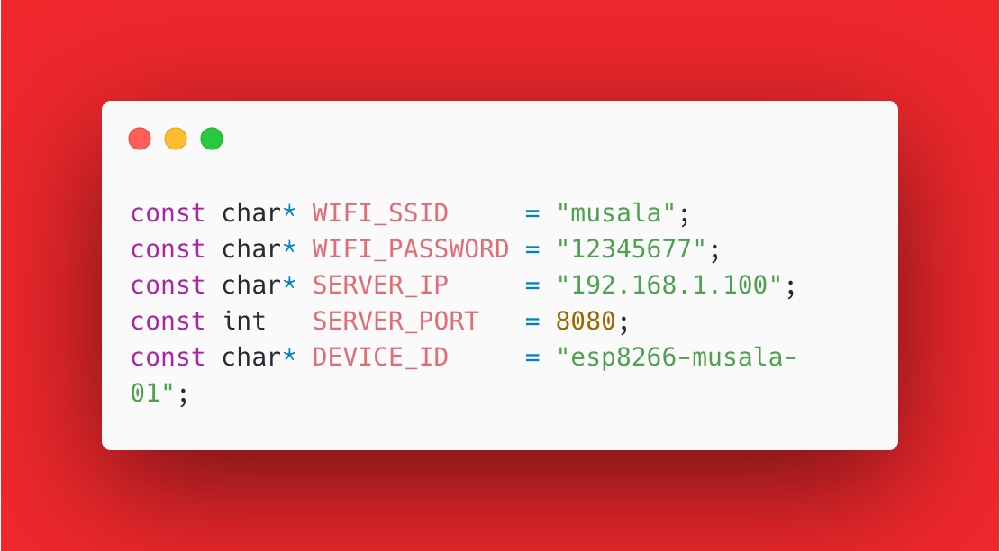 const char* WIFI_SSID     = "musala";
const char* WIFI_PASSWORD = "12345677";
const char* SERVER_IP     = "192.168.1.100";
const int   SERVER_PORT   = 8080;
const char* DEVICE_ID     = "esp8266-musala-
01";